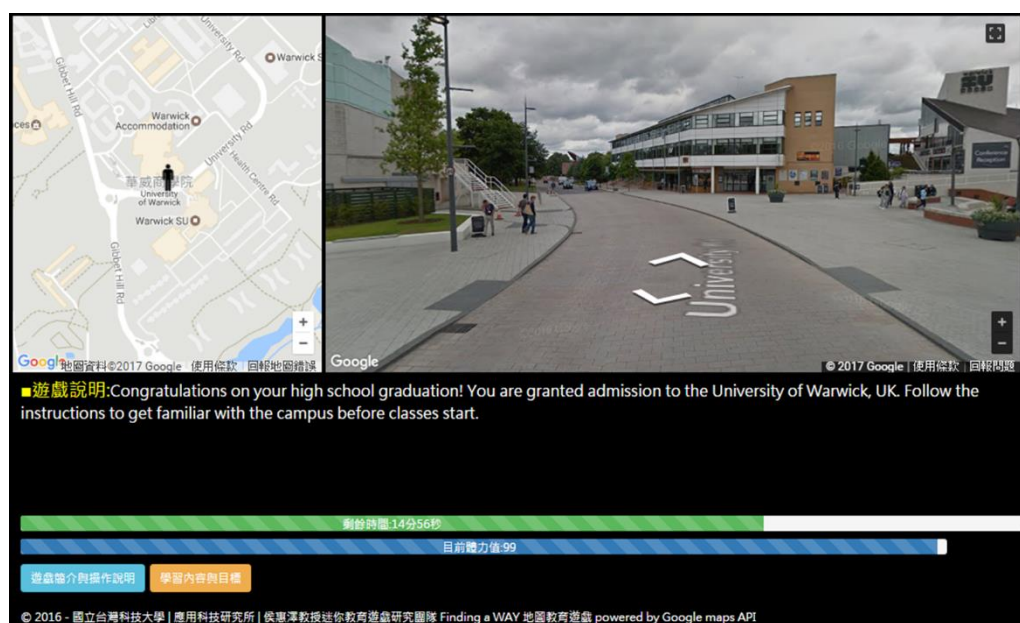 University Rd
Gibbet Hill Rd
Warwick
Accommodation
University Rd
Health Centre Rd
華威商學院
University
of Warwick
Warwick SU
Gibbet Hill Rd
+
−
Google 地圖資料©2017 Google 使用條款 回報地圖錯誤
Conference
Reception
+
−
Google
© 2017 Google 使用條款 回報問題
■遊戲說明:Congratulations on your high school graduation! You are granted admission to the University of Warwick, UK. Follow the
instructions to get familiar with the campus before classes start.
剩餘時間:14分56秒
目前體力值:99
遊戲簡介與操作說明 學習內容與目標
© 2016 - 國立台灣科技大學 | 應用科技研究所 | 侯惠澤教授迷你教育遊戲研究團隊 Finding a WAY 地圖教育遊戲 powered by Google maps API